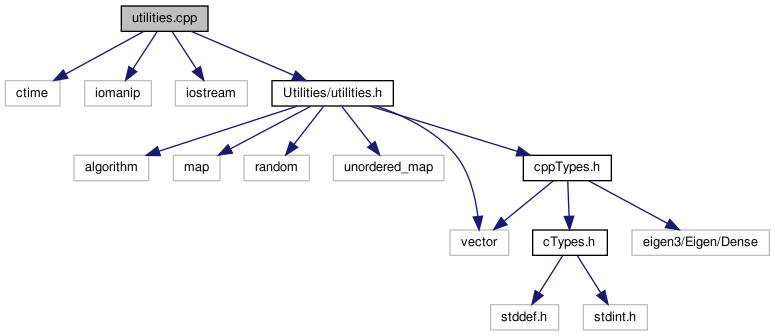 utilities.cpp
ctime
iomanip
iostream
Utilities/utilities.h
algorithm
map
random
unordered_map
cppTypes.h
vector
cTypes.h
eigen3/Eigen/Dense
stddef.h
stdint.h